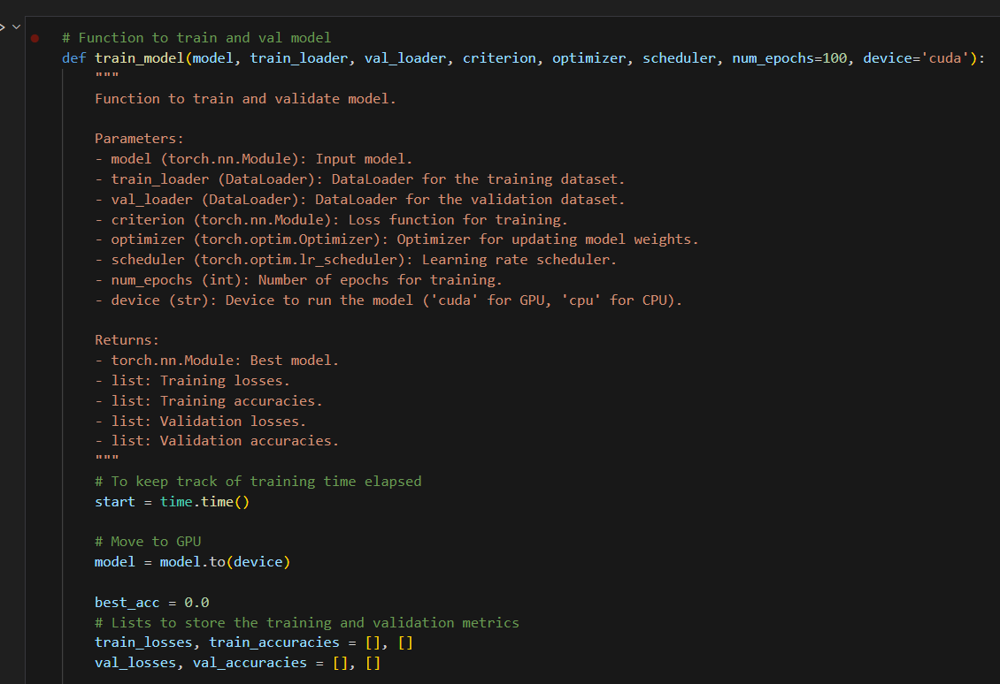 # Function to train and val model
def train_model(model, train_loader, val_loader, criterion, optimizer, scheduler, num_epochs=100, device='cuda'):
"""
Function to train and validate model.
Parameters:
- model (torch.nn.Module): Input model.
- train_loader (DataLoader): DataLoader for the training dataset.
- val_loader (DataLoader): DataLoader for the validation dataset.
- criterion (torch.nn.Module): Loss function for training.
- optimizer (torch.optim.Optimizer): Optimizer for updating model weights.
- scheduler (torch.optim.lr_scheduler): Learning rate scheduler.
- num_epochs (int): Number of epochs for training.
- device (str): Device to run the model ('cuda' for GPU, 'cpu' for CPU).
Returns:
- torch.nn.Module: Best model.
- list: Training losses.
- list: Training accuracies.
- list: Validation losses.
- list: Validation accuracies.
"""
# To keep track of training time elapsed
start = time.time()
# Move to GPU
model = model.to(device)
best_acc = 0.0
# Lists to store the training and validation metrics
train_losses, train_accuracies = [], []
val_losses, val_accuracies = [], []